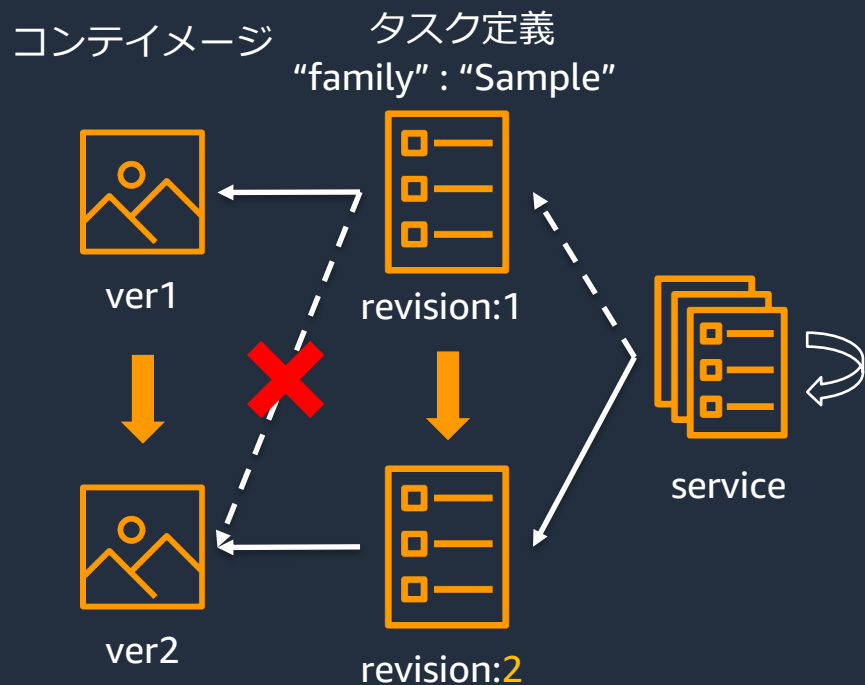 コンテイメージ
タスク定義
“family” : “Sample”
ver1
revision:1
service
ver2
revision:2